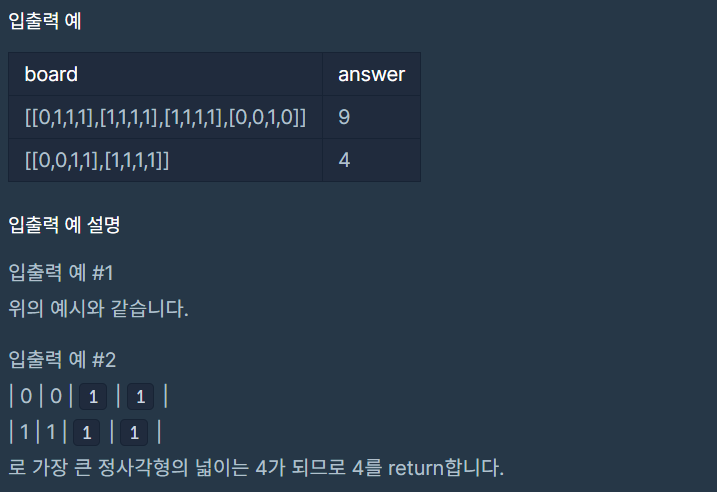 입출력 예
board answer
[[0,1,1,1],[1,1,1,1],[1,1,1,1],[0,0,1,0]] 9
[[0,0,1,1],[1,1,1,1]] 4
입출력 예 설명
입출력 예 #1
위의 예시와 같습니다.
입출력 예 #2
| 0 | 0 | 1 | 1 |
| 1 | 1 | 1 | 1 |
로 가장 큰 정사각형의 넓이는 4가 되므로 4를 return합니다.